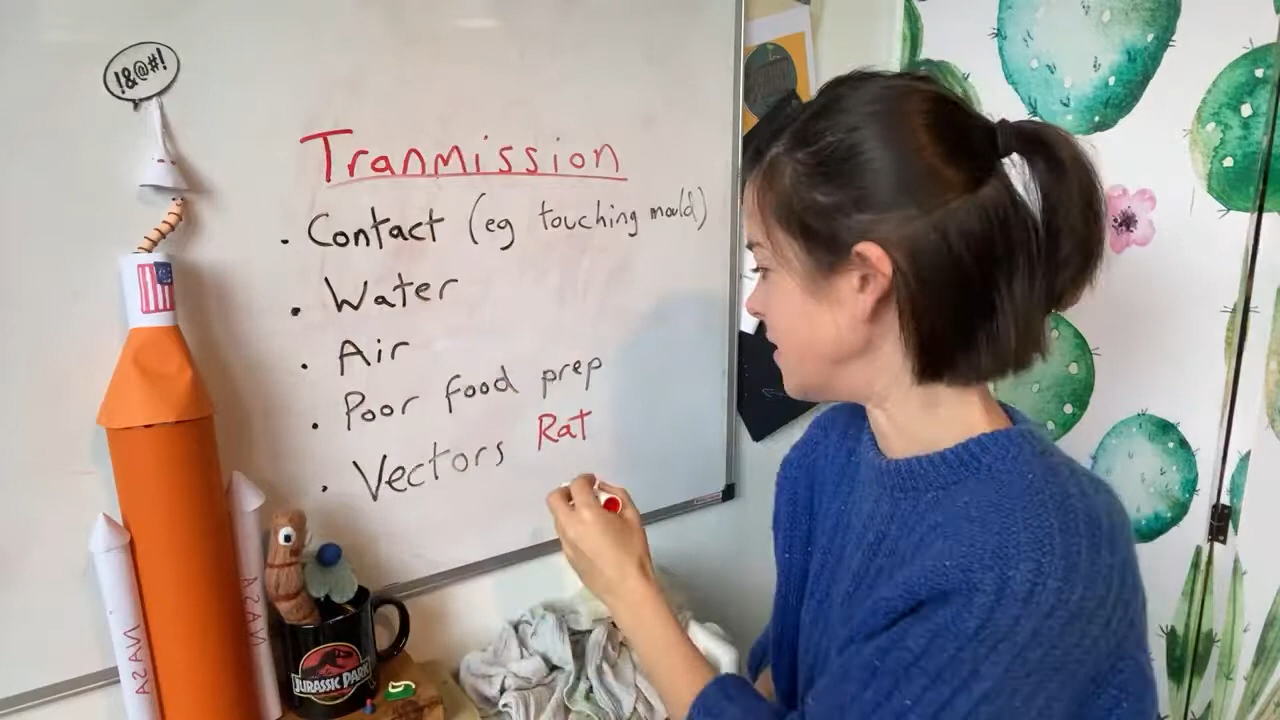 !&@#!
Tranmission
• Contact (eg touching mould)
• Water
• Air
• Poor food prep
• Vectors Rat
NASA
NASA
JURASSIC PARK